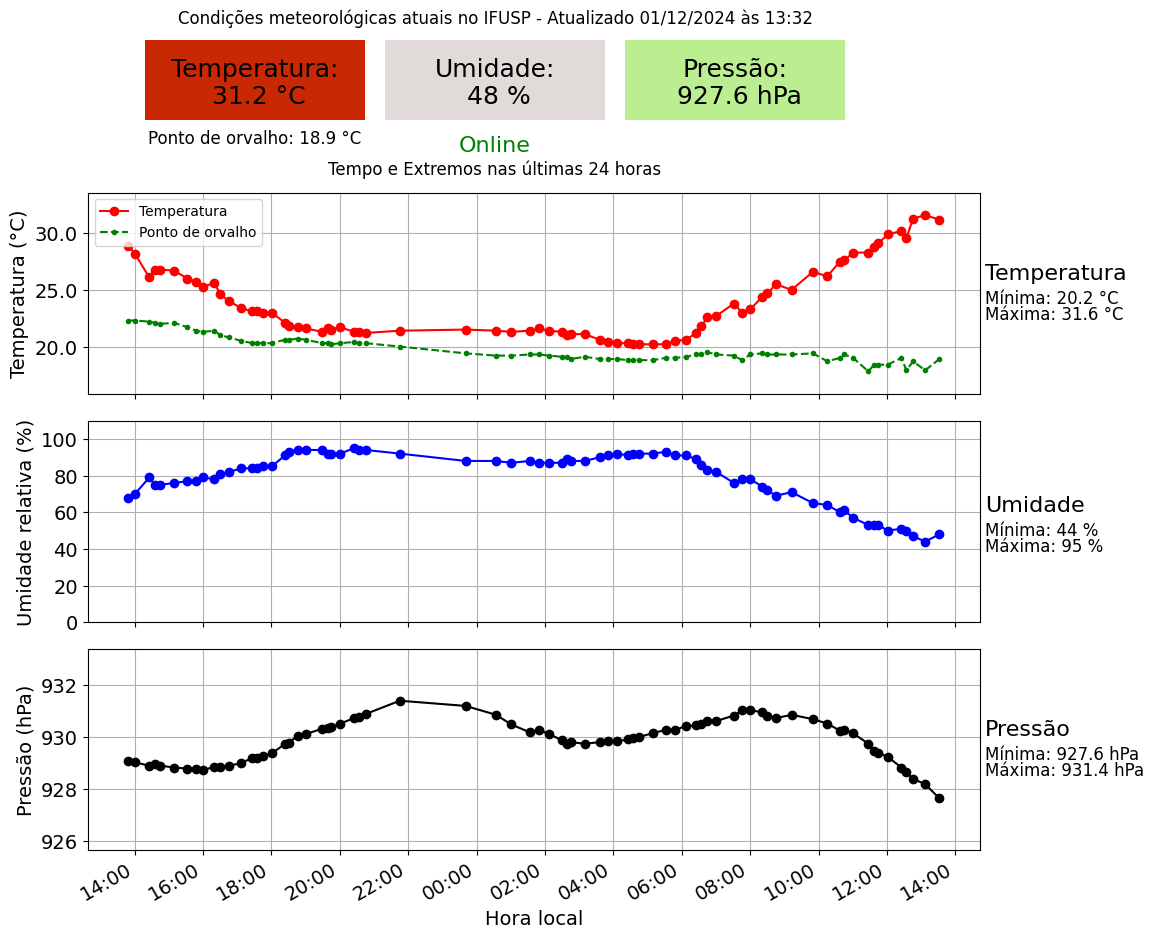 Condições meteorológicas atuais no IFUSP - Atualizado 01/12/2024 às 13:32
Temperatura:
31.2 °C
Umidade:
48 %
Pressão:
927.6 hPa
Ponto de orvalho: 18.9 °C
Online
Tempo e Extremos nas últimas 24 horas
Temperatura (°C)
30.0
25.0
20.0
Temperatura
Ponto de orvalho
Temperatura
Mínima: 20.2 °C
Máxima: 31.6 °C
Umidade relativa (%)
100
80
60
40
20
0
Umidade
Mínima: 44 %
Máxima: 95 %
Pressão (hPa)
932
930
928
926
Pressão
Mínima: 927.6 hPa
Máxima: 931.4 hPa
14:00
16:00
18:00
20:00
22:00
00:00
02:00
04:00
06:00
08:00
10:00
12:00
14:00
Hora local